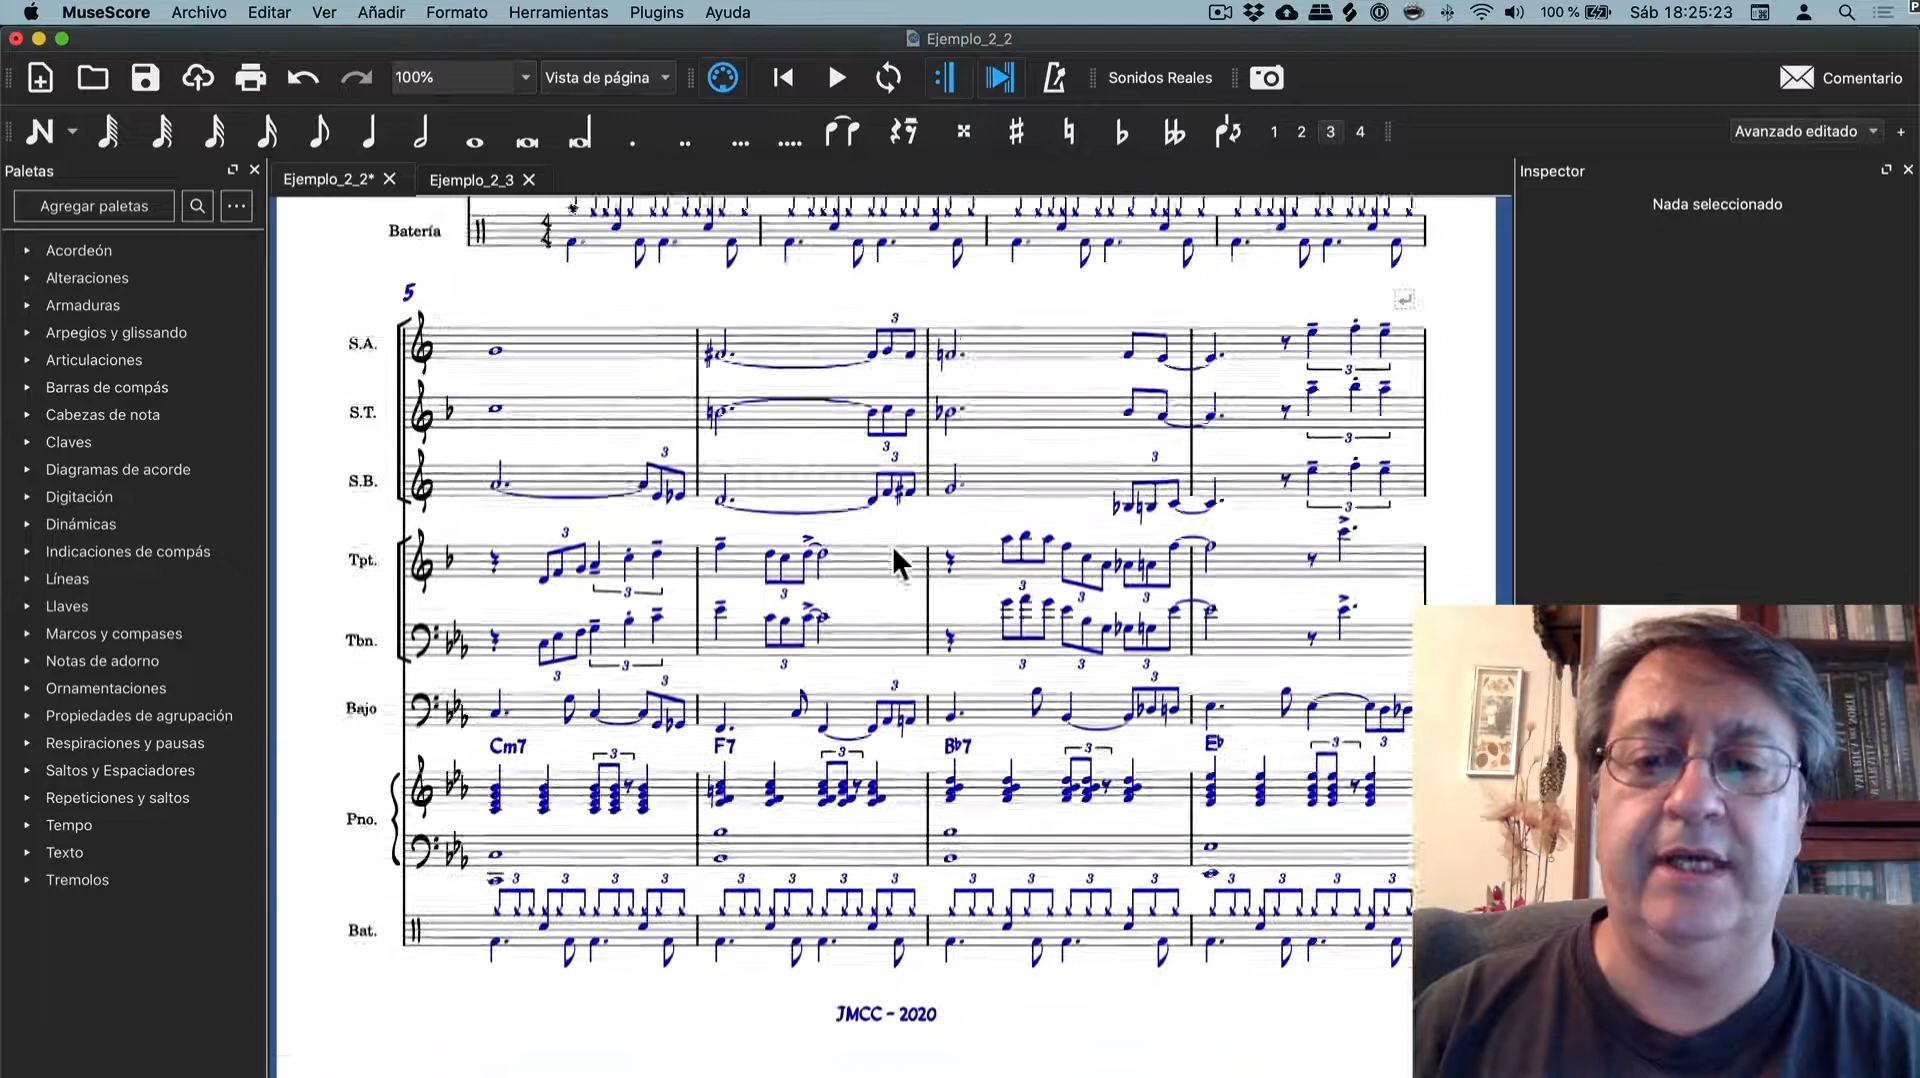 MuseScore Archivo Editar Ver Añadir Formato Herramientas Plugins Ayuda 100 % Sáb 18:25:23
Ejemplo_2_2
100% Vista de página Sonidos Reales Comentario
1 2 3 4 Avanzado editado +
Paletas
Agregar paletas ...
Acordeón
Alteraciones
Armaduras
Arpegios y glissando
Articulaciones
Barras de compás
Cabezas de nota
Claves
Diagramas de acorde
Digitación
Dinámicas
Indicaciones de compás
Líneas
Llaves
Marcos y compases
Notas de adorno
Ornamentaciones
Propiedades de agrupación
Respiraciones y pausas
Saltos y Espaciadores
Repeticiones y saltos
Tempo
Texto
Tremolos
Ejemplo_2_2* Ejemplo_2_3
Batería
5
S.A.
S.T.
S.B.
Tpt.
Tbn.
Bajo
Cm7 F7 Bb7 Eb
Pno.
Bat.
JMCC - 2020
Inspector
Nada seleccionado